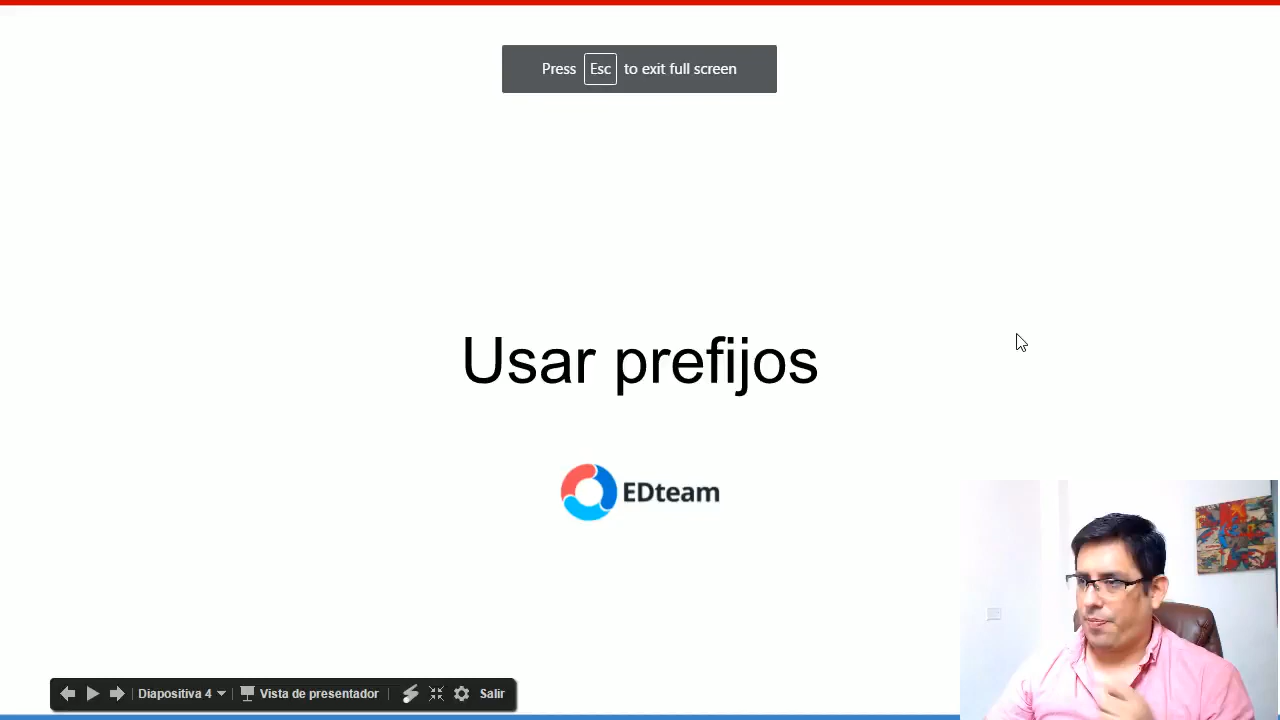 Press Esc to exit full screen
Usar prefijos
EDteam
Diapositiva 4 Vista de presentador Salir